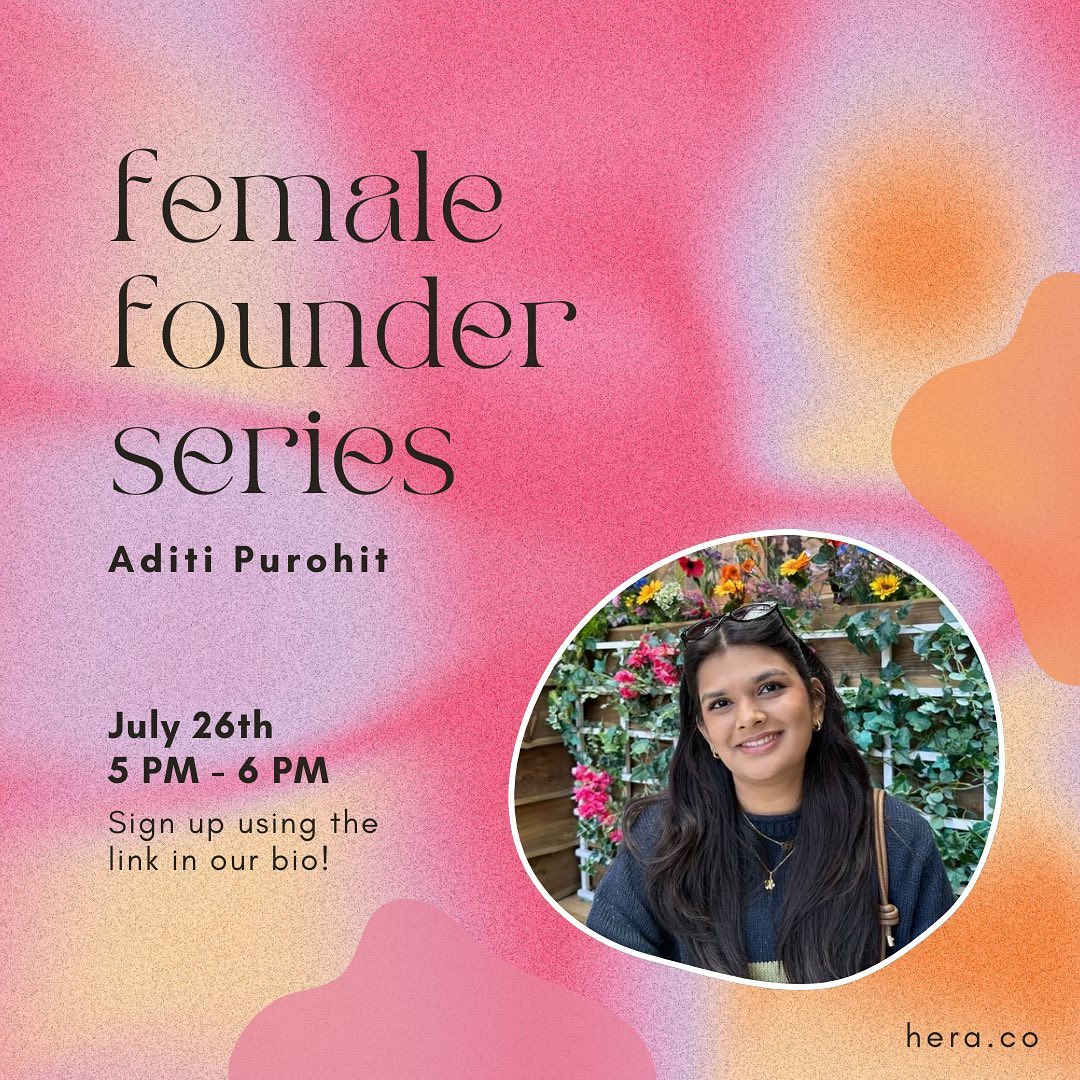 female
founder
series
Aditi Purohit
July 26th
5 PM - 6 PM
Sign up using the
link in our bio!
hera.co